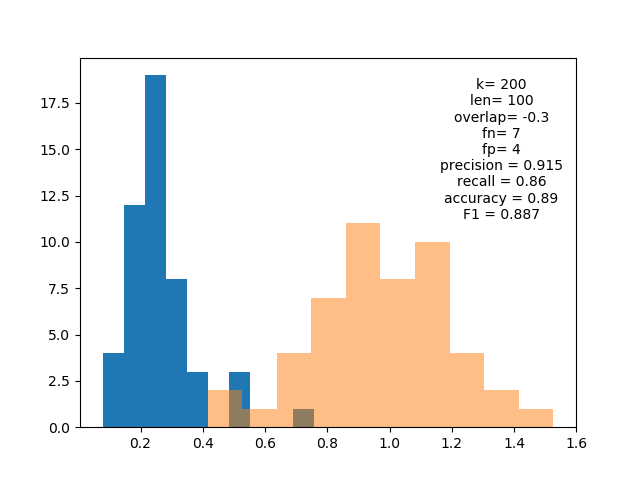 k= 200
len= 100
overlap= -0.3
fn= 7
fp= 4
precision = 0.915
recall = 0.86
accuracy = 0.89
F1 = 0.887
17.5
15.0
12.5
10.0
7.5
5.0
2.5
0.0
0.2 0.4 0.6 0.8 1.0 1.2 1.4 1.6